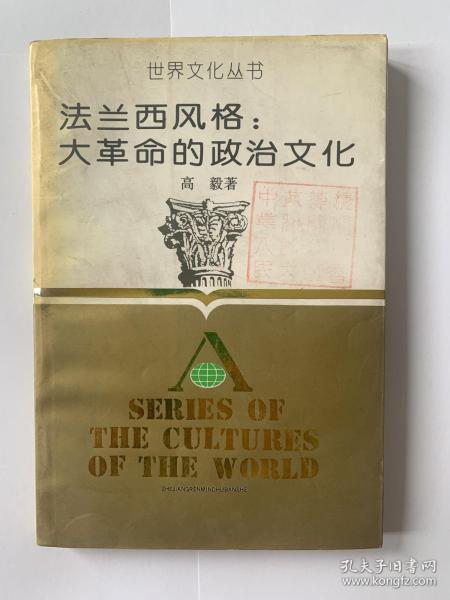 世界文化丛书
法兰西风格：
大革命的政治文化
高 毅著
SERIES OF
THE CULTURES
OF THE WORLD
ZHEJIANGRENMINCHUBANSHE
孔夫子旧书网
www.kongfz.com